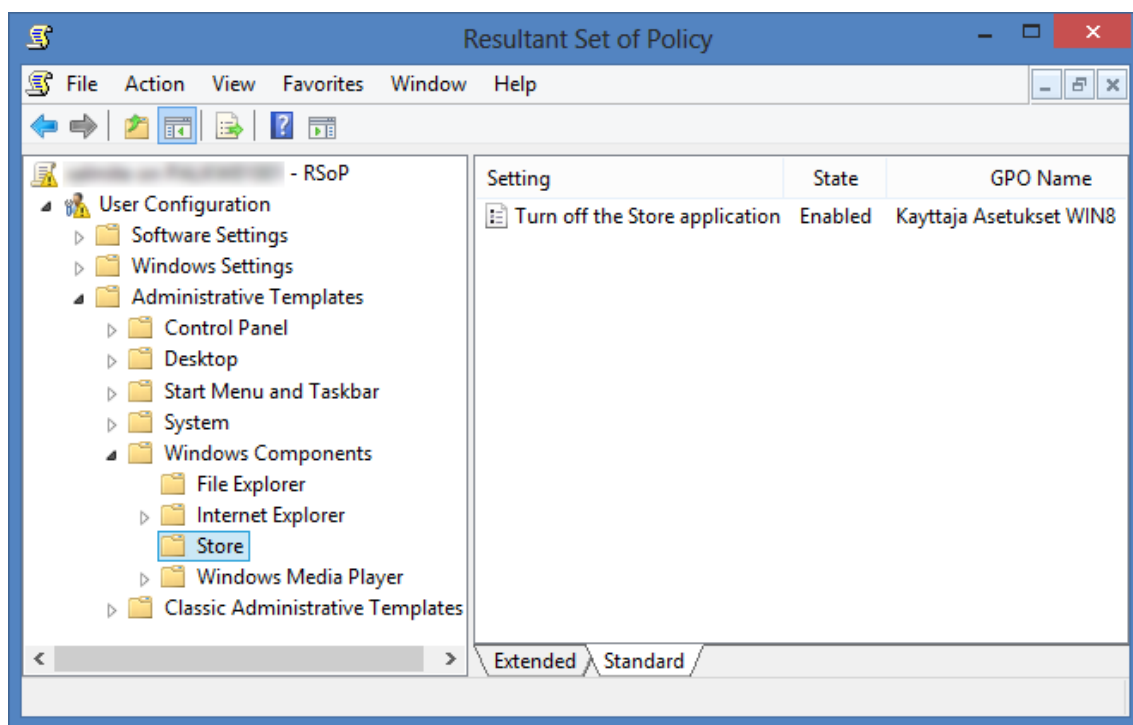 Resultant Set of Policy
File Action View Favorites Window Help
- RSoP
User Configuration
Software Settings
Windows Settings
Administrative Templates
Control Panel
Desktop
Start Menu and Taskbar
System
Windows Components
File Explorer
Internet Explorer
Store
Windows Media Player
Classic Administrative Templates
Setting State GPO Name
Turn off the Store application Enabled Kayttaja Asetukset WIN8
Extended Standard